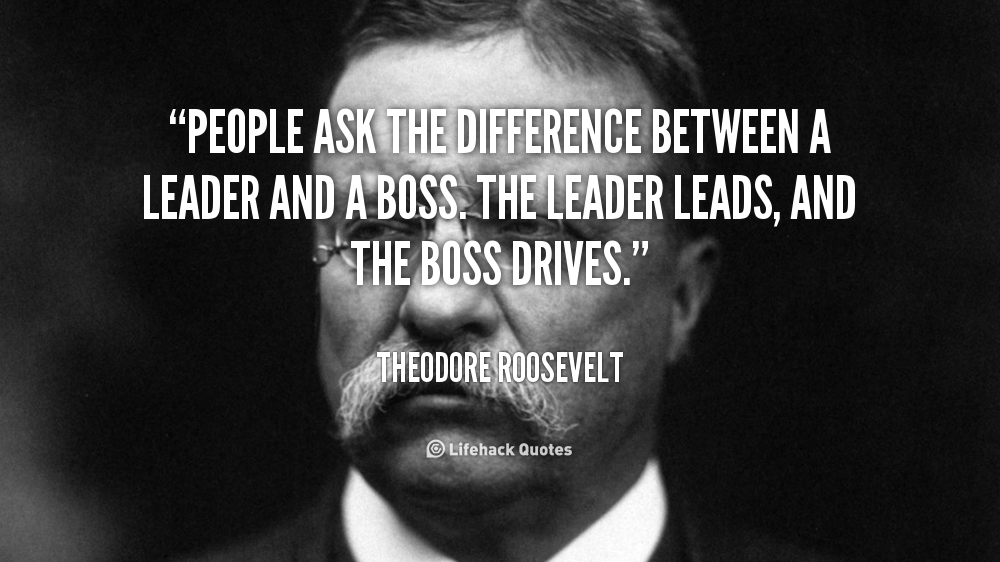 “PEOPLE ASK THE DIFFERENCE BETWEEN A
LEADER AND A BOSS. THE LEADER LEADS, AND
THE BOSS DRIVES.”
THEODORE ROOSEVELT
Lifehack Quotes